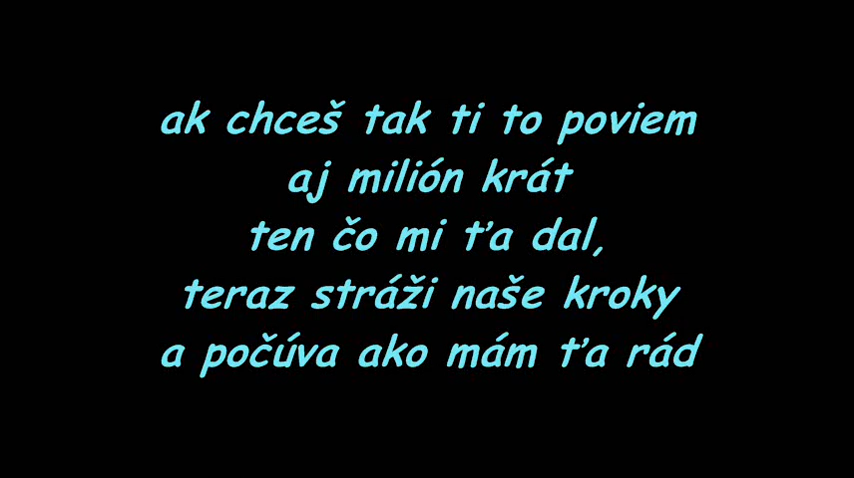 ak chceš tak ti to poviem
aj milión krát
ten čo mi ťa dal,
teraz stráži naše kroky
a počúva ako mám ťa rád